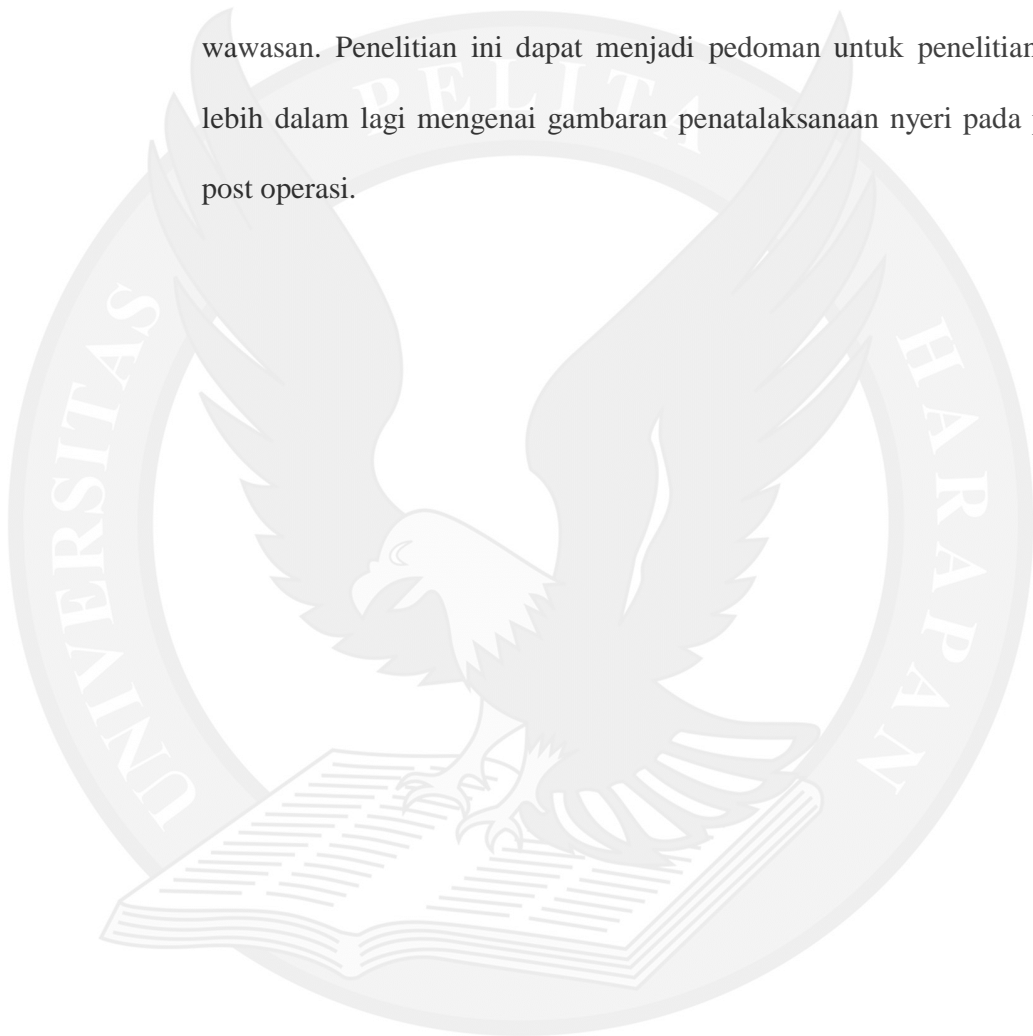 wawasan. Penelitian ini dapat menjadi pedoman untuk penelitian
lebih dalam lagi mengenai gambaran penatalaksanaan nyeri pada
post operasi.
UNIVERSITAS PELITA HARAPAN